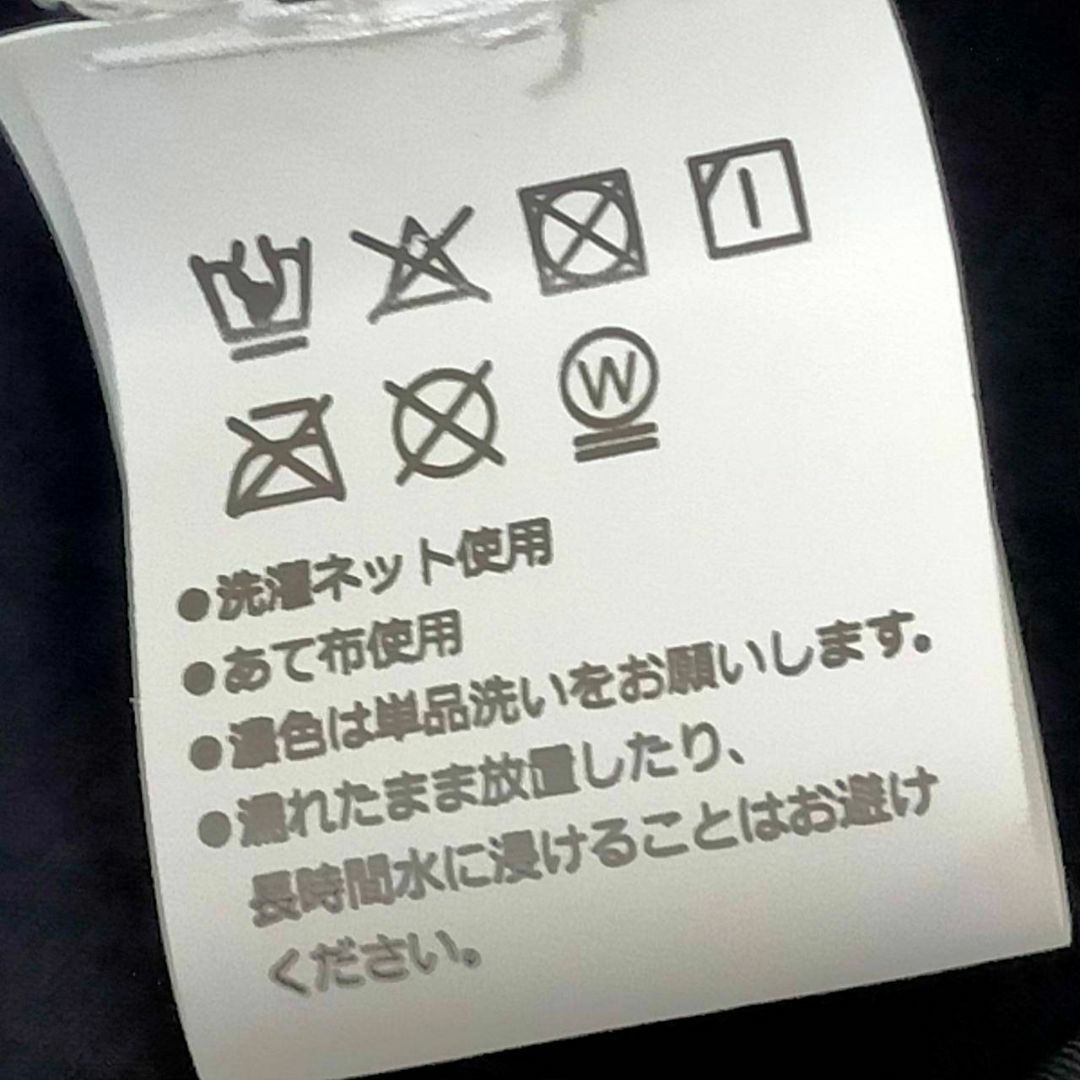 W
●洗濯ネット使用
●あて布使用
●濃色は単品洗いをお願いします。
●濡れたまま放置したり、
長時間水に浸けることはお避け
ください。